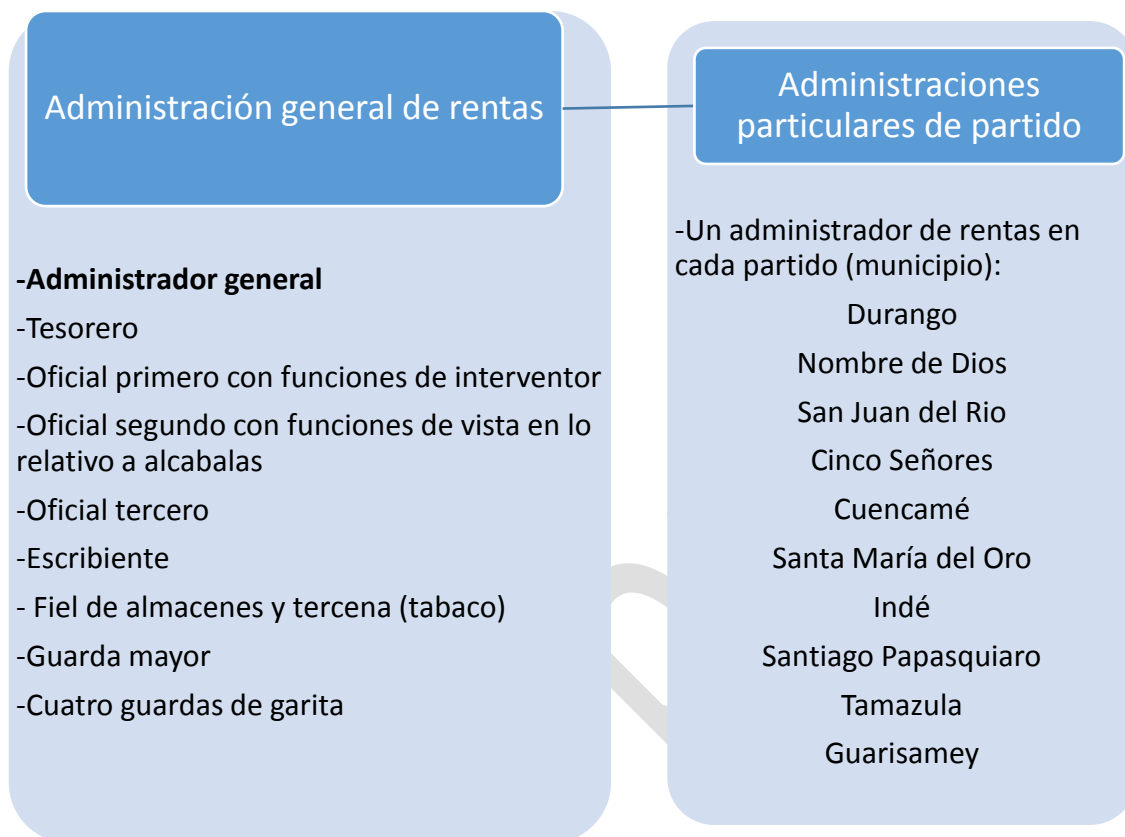 Administración general de rentas
-Administrador general
-Tesorero
-Oficial primero con funciones de interventor
-Oficial segundo con funciones de vista en lo
relativo a alcabalas
-Oficial tercero
-Escribiente
- Fiel de almacenes y tercena (tabaco)
-Guarda mayor
-Cuatro guardas de garita
Administraciones
particulares de partido
-Un administrador de rentas en
cada partido (municipio):
Durango
Nombre de Dios
San Juan del Rio
Cinco Señores
Cuencamé
Santa María del Oro
Indé
Santiago Papasquiaro
Tamazula
Guarisamey